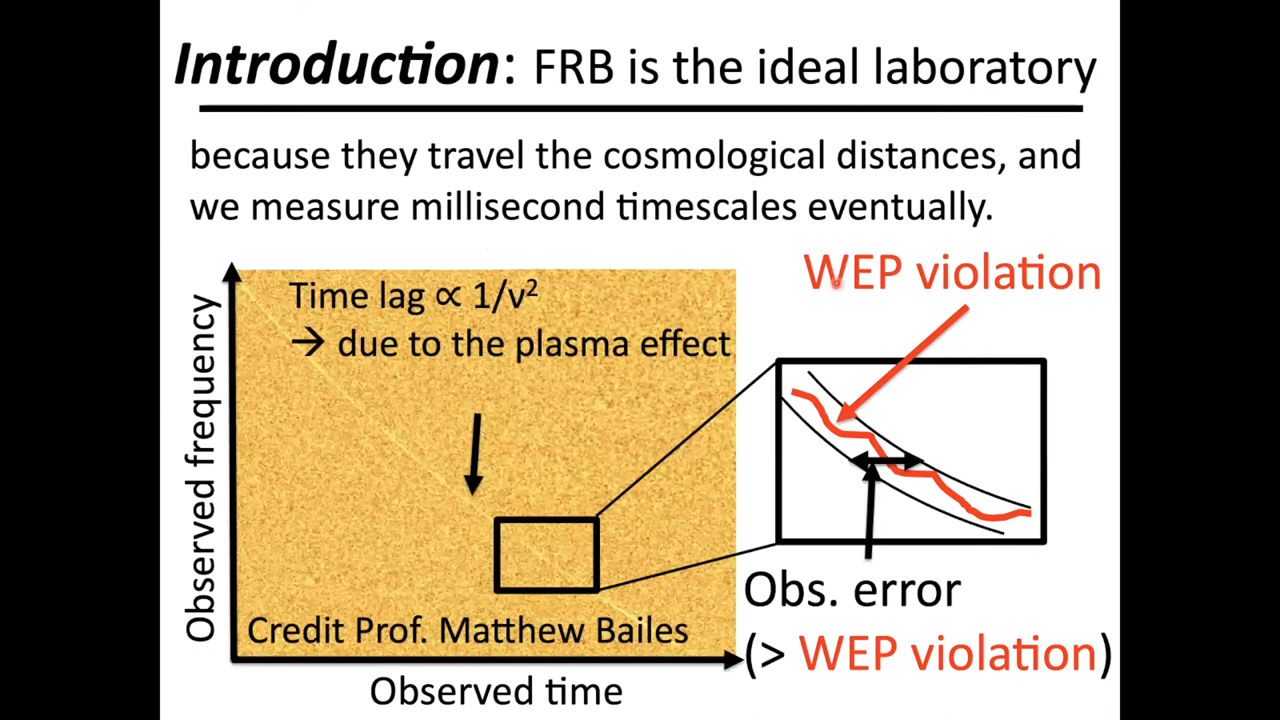 Introduction: FRB is the ideal laboratory
because they travel the cosmological distances, and
we measure millisecond timescales eventually.
WEP violation
Time lag ∝ 1/ν²
→ due to the plasma effect
Observed frequency
Obs. error
(> WEP violation)
Credit Prof. Matthew Bailes
Observed time